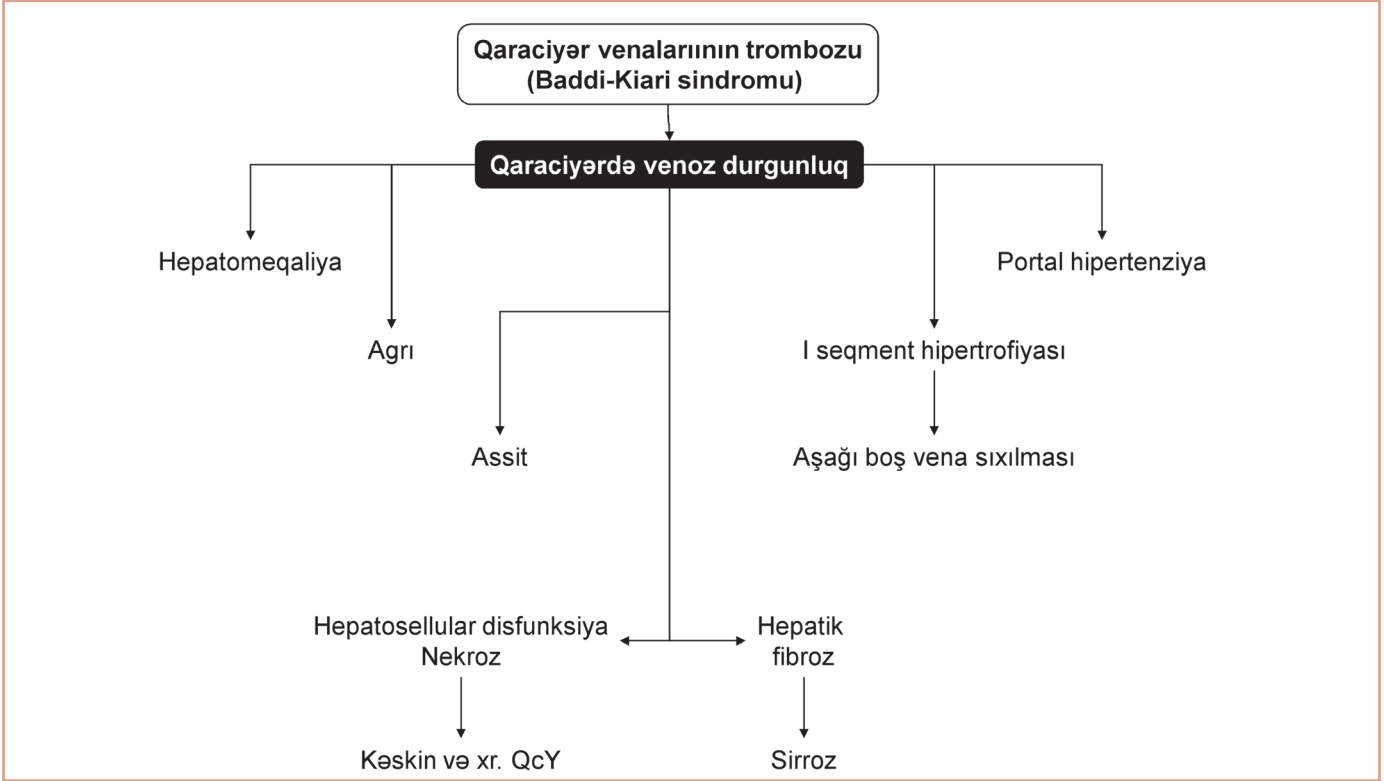 Qaraciyər venalarıının trombozu
(Baddi-Kiari sindromu)
Qaraciyərdə venoz durgunluq
Hepatomeqaliya
Portal hipertenziya
Agrı
I seqment hipertrofiyası
Assit
Aşağı boş vena sıxılması
Hepatosellular disfunksiya
Nekroz
Hepatik
fibroz
Kəskin və xr. QcY
Sirroz